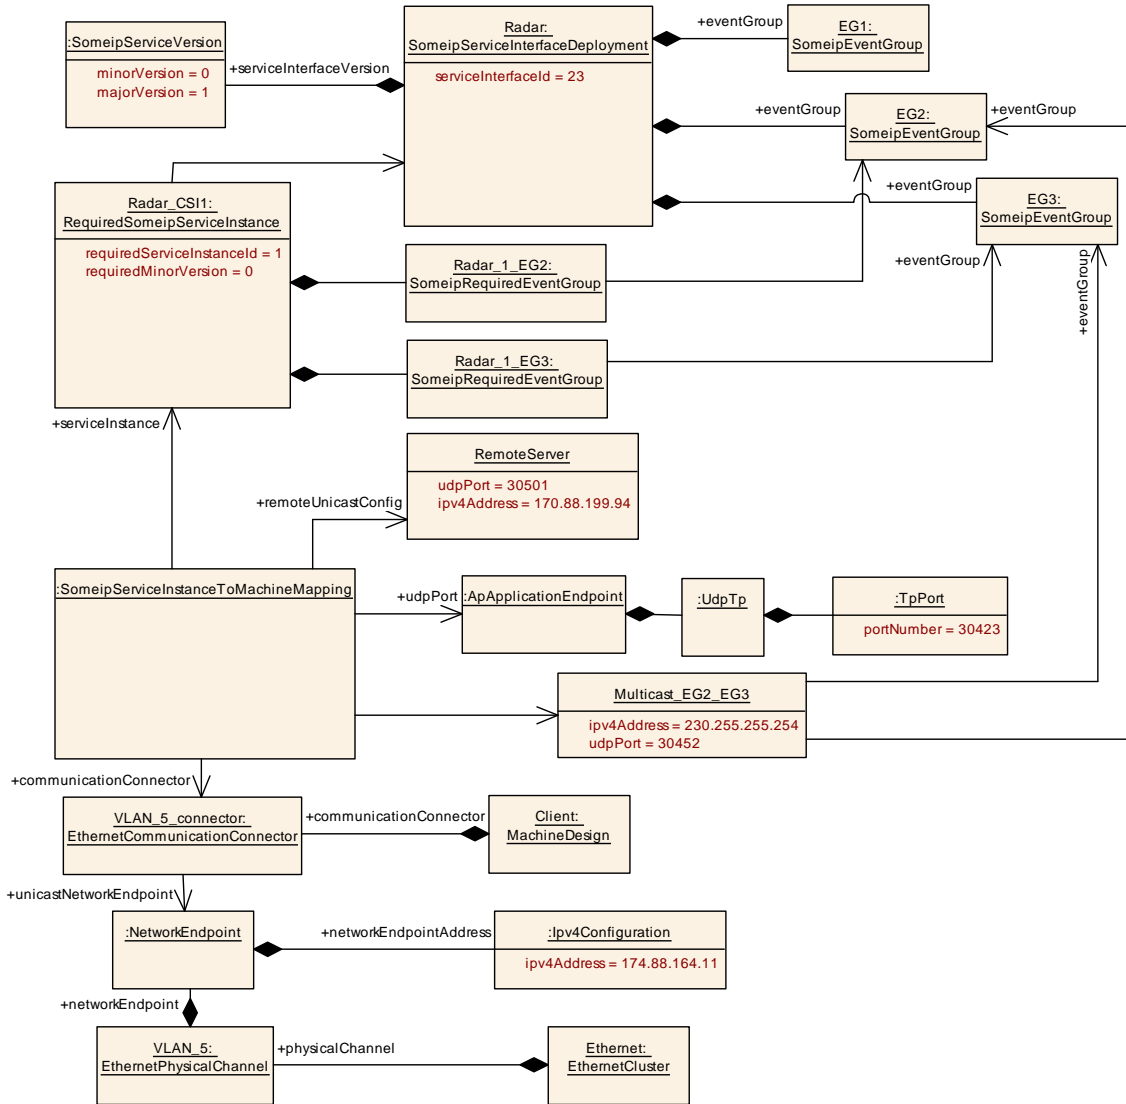 :SomeipServiceVersion
minorVersion = 0
majorVersion = 1
+serviceInterfaceVersion
Radar:
SomeipServiceInterfaceDeployment
serviceInterfaceId = 23
+eventGroup
EG1:
SomeipEventGroup
+eventGroup
EG2:
SomeipEventGroup
+eventGroup
+eventGroup
EG3:
SomeipEventGroup
Radar_CSI1:
RequiredSomeipServiceInstance
requiredServiceInstanceId = 1
requiredMinorVersion = 0
Radar_1_EG2:
SomeipRequiredEventGroup
+eventGroup
+eventGroup
Radar_1_EG3:
SomeipRequiredEventGroup
+serviceInstance
RemoteServer
udpPort = 30501
ipv4Address = 170.88.199.94
+remoteUnicastConfig
:SomeipServiceInstanceToMachineMapping
+udpPort
:ApApplicationEndpoint
:UdpTp
:TpPort
portNumber = 30423
Multicast_EG2_EG3
ipv4Address = 230.255.255.254
udpPort = 30452
+communicationConnector
VLAN_5_connector:
EthernetCommunicationConnector
+communicationConnector
Client:
MachineDesign
+unicastNetworkEndpoint
:NetworkEndpoint
+networkEndpointAddress
:Ipv4Configuration
ipv4Address = 174.88.164.11
+networkEndpoint
VLAN_5:
EthernetPhysicalChannel
+physicalChannel
Ethernet:
EthernetCluster